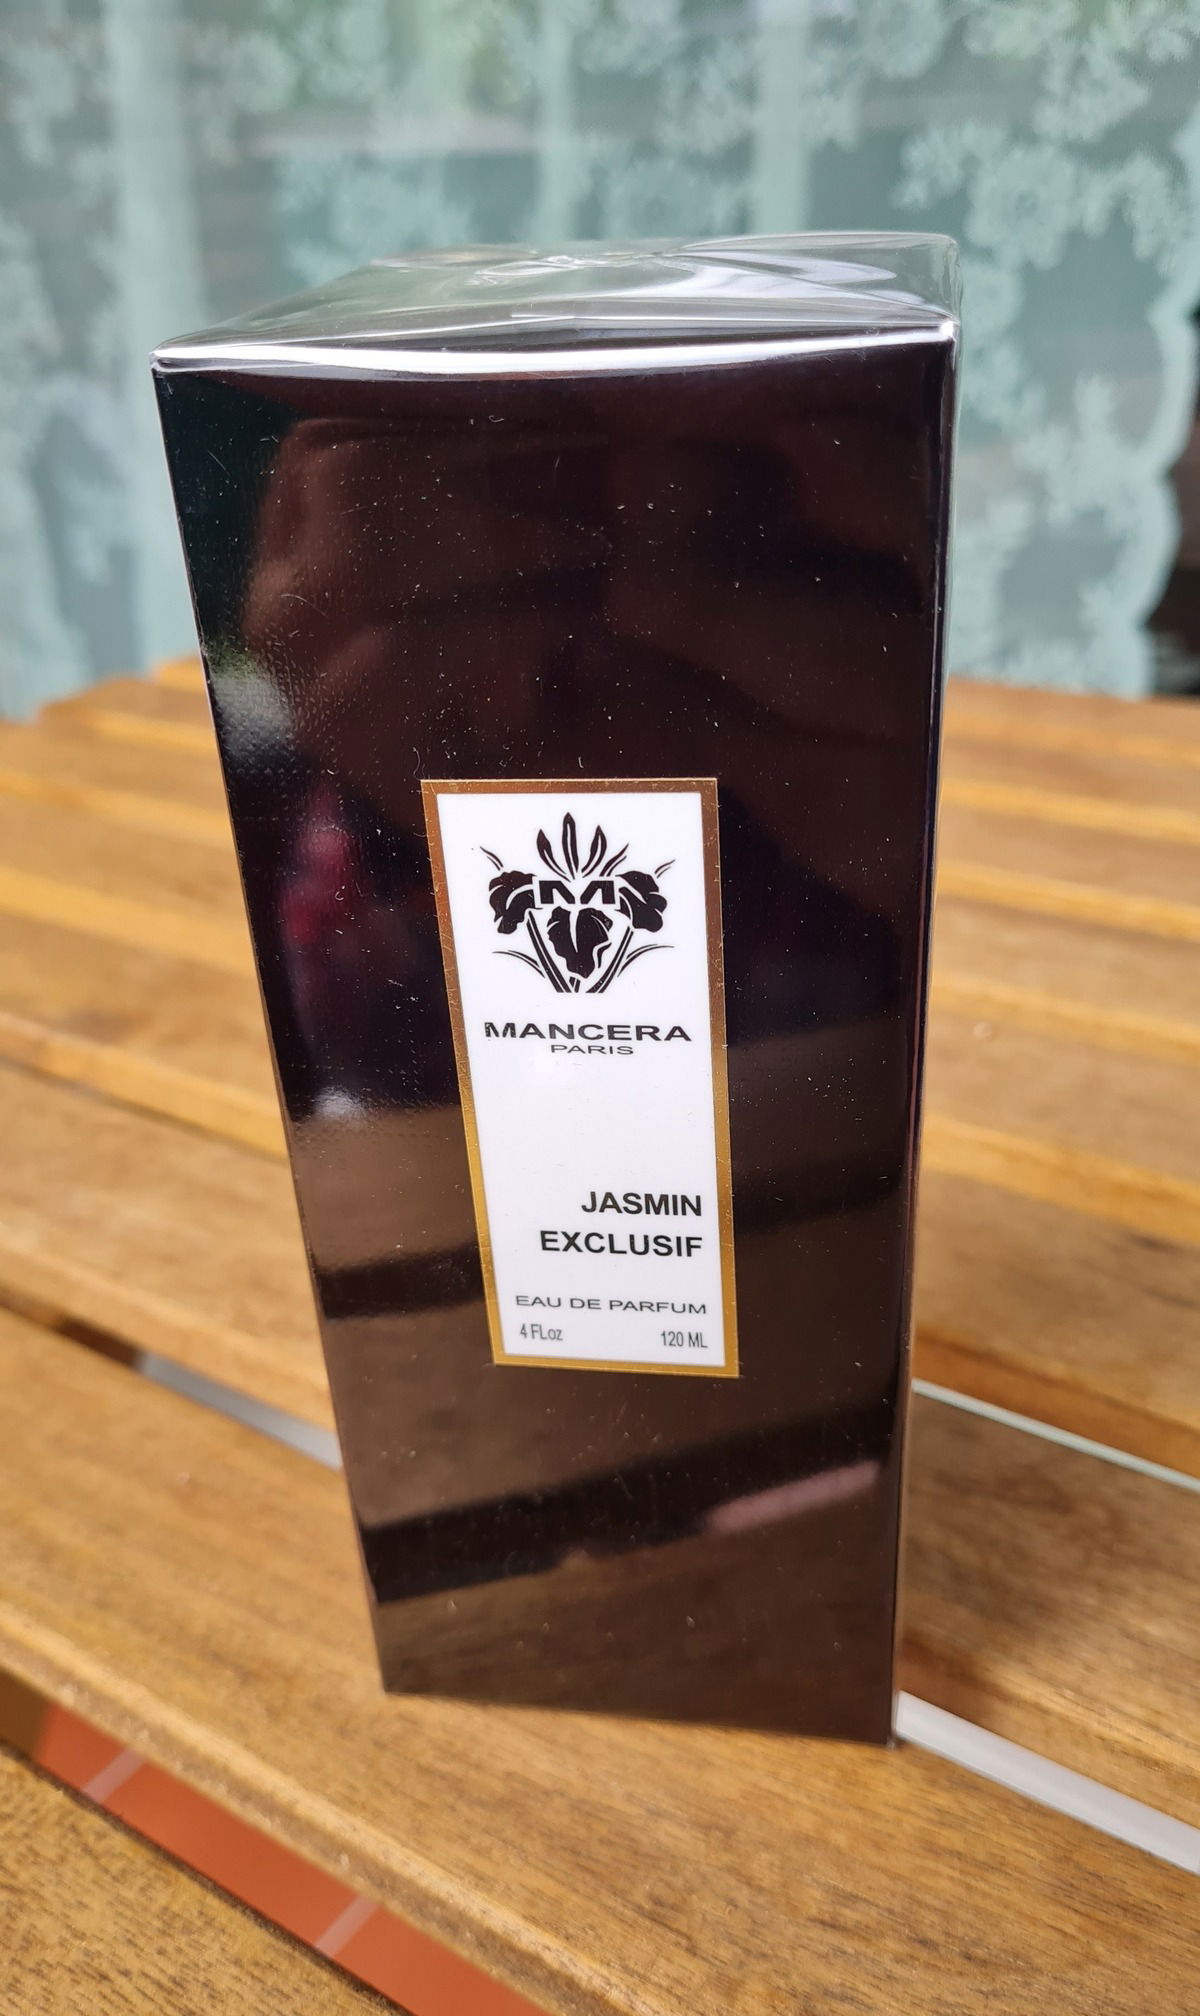 M
MANCERA
PARIS
JASMIN
EXCLUSIF
EAU DE PARFUM
4 FLoz 120 ML